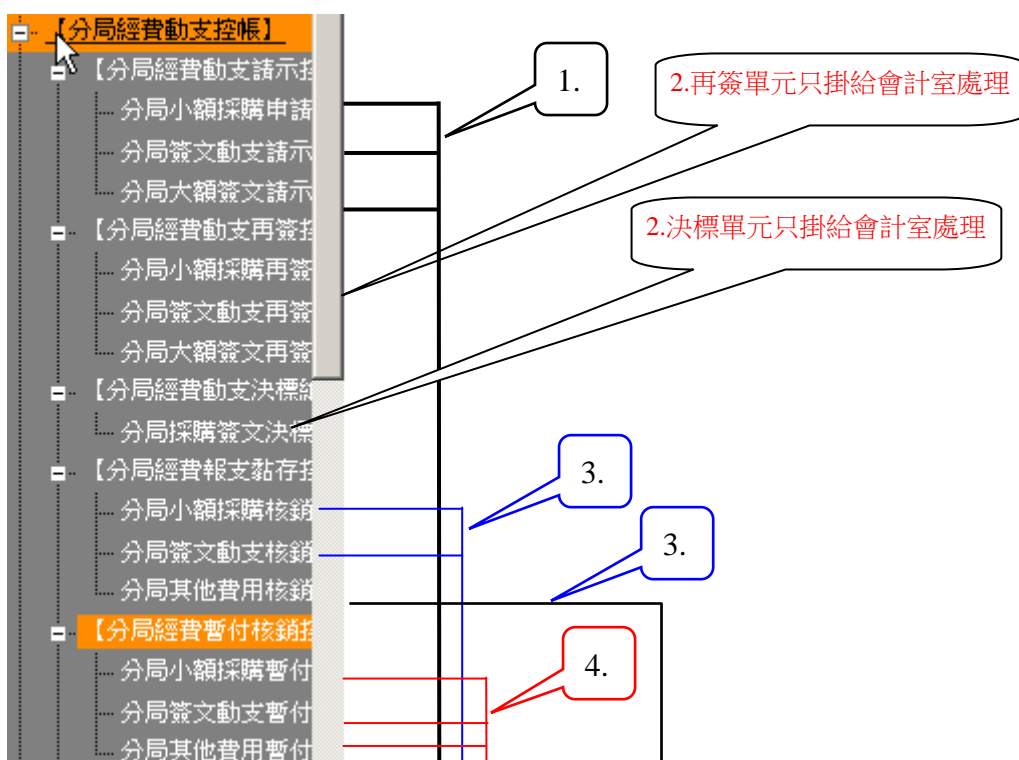 【分局經費動支控帳】
【分局經費動支請示控
分局小額採購申請
分局簽文動支請示
分局大額簽文請示
【分局經費動支再簽控
分局小額採購再簽
分局簽文動支再簽
分局大額簽文再簽
【分局經費動支決標
分局採購簽文決標
【分局經費報支黏存控
分局小額採購核銷
分局簽文動支核銷
分局其他費用核銷
【分局經費暫付核銷控
分局小額採購暫付
分局簽文動支暫付
分局其他費用暫付
1.
2.再簽單元只掛給會計室處理
2.決標單元只掛給會計室處理
3.
3.
4.